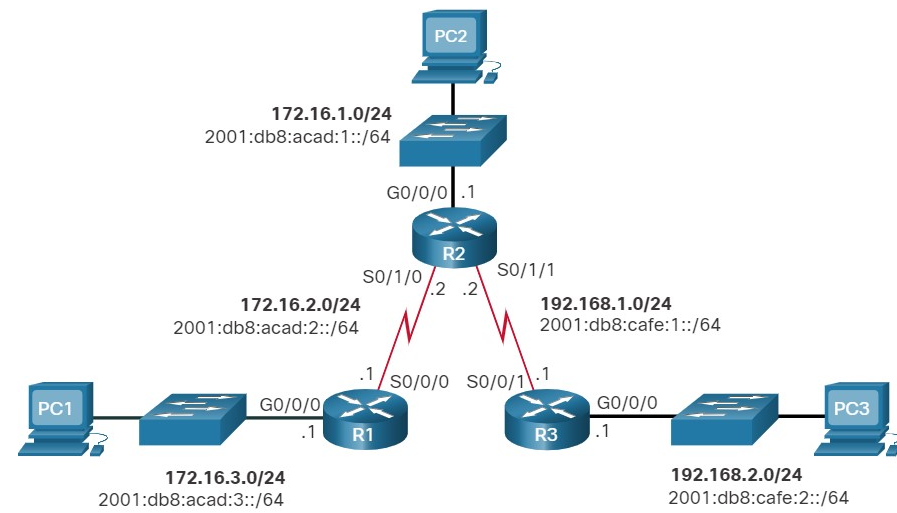 PC2
172.16.1.0/24
2001:db8:acad:1::/64
G0/0/0 .1
R2
S0/1/0 S0/1/1
.2 .2
172.16.2.0/24
2001:db8:acad:2::/64
192.168.1.0/24
2001:db8:cafe:1::/64
.1 S0/0/0
S0/0/1 .1
PC1
G0/0/0
.1
R1
R3
G0/0/0
.1
PC3
172.16.3.0/24
2001:db8:acad:3::/64
192.168.2.0/24
2001:db8:cafe:2::/64